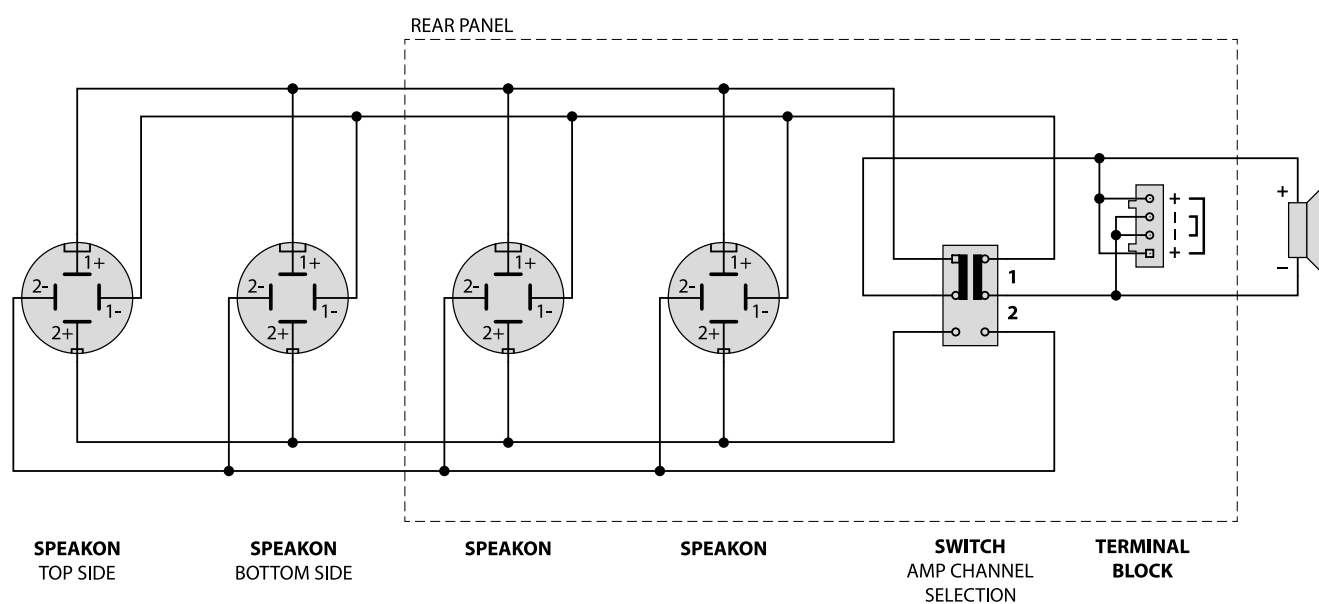 REAR PANEL
1+
2-
1-
2+
1+
2-
1-
2+
1+
2-
1-
2+
1+
2-
1-
2+
1
2
+
-
-
+
+
–
SPEAKON
TOP SIDE
SPEAKON
BOTTOM SIDE
SPEAKON
SPEAKON
SWITCH
AMP CHANNEL
SELECTION
TERMINAL
BLOCK